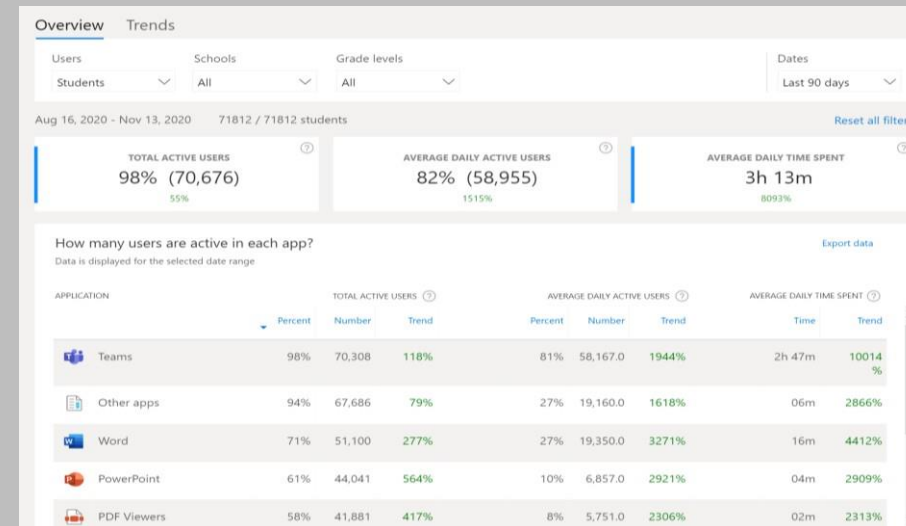 Overview Trends
Users Schools Grade levels Dates
Students All All Last 90 days
Aug 16, 2020 - Nov 13, 2020 71812 / 71812 students Reset all filter
TOTAL ACTIVE USERS AVERAGE DAILY ACTIVE USERS AVERAGE DAILY TIME SPENT
98% (70,676) 82% (58,955) 3h 13m
55% 1515% 8093%
How many users are active in each app? Export data
Data is displayed for the selected date range
APPLICATION TOTAL ACTIVE USERS AVERAGE DAILY ACTIVE USERS AVERAGE DAILY TIME SPENT
Percent Number Trend Percent Number Trend Time Trend
Teams 98% 70,308 118% 81% 58,167.0 1944% 2h 47m 10014
%
Other apps 94% 67,686 79% 27% 19,160.0 1618% 06m 2866%
Word 71% 51,100 277% 27% 19,350.0 3271% 16m 4412%
PowerPoint 61% 44,041 564% 10% 6,857.0 2921% 04m 2909%
PDF Viewers 58% 41,881 417% 8% 5,751.0 2306% 02m 2313%